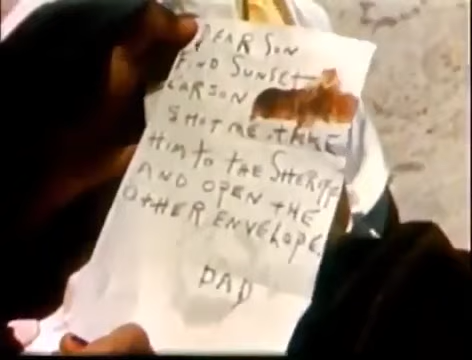 DEAR SON
FIND SUNSET
CARSON
SHOT ME. TAKE
HIM TO THE SHERIFF
AND OPEN THE
OTHER ENVELOPE.
DAD